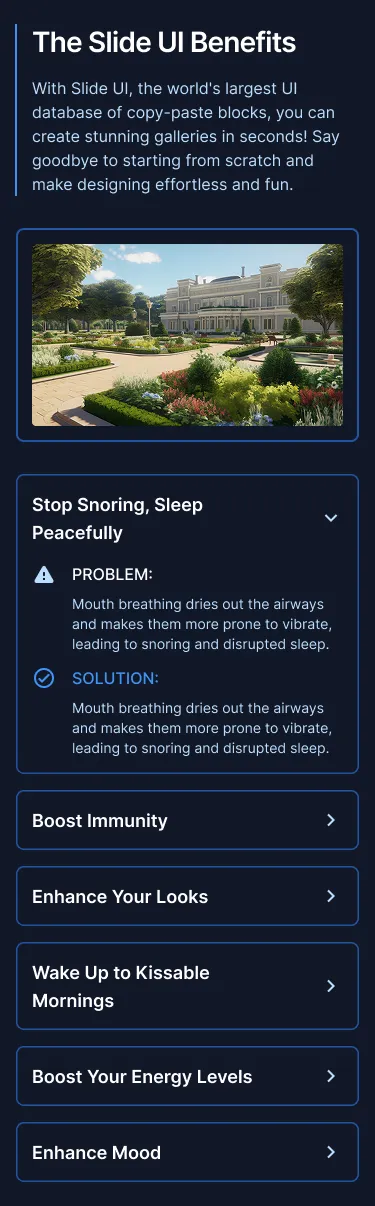 The Slide UI Benefits
With Slide UI, the world's largest UI
database of copy-paste blocks, you can
create stunning galleries in seconds! Say
goodbye to starting from scratch and
make designing effortless and fun.
Stop Snoring, Sleep
Peacefully
PROBLEM:
Mouth breathing dries out the airways
and makes them more prone to vibrate,
leading to snoring and disrupted sleep.
SOLUTION:
Mouth breathing dries out the airways
and makes them more prone to vibrate,
leading to snoring and disrupted sleep.
Boost Immunity
Enhance Your Looks
Wake Up to Kissable
Mornings
Boost Your Energy Levels
Enhance Mood